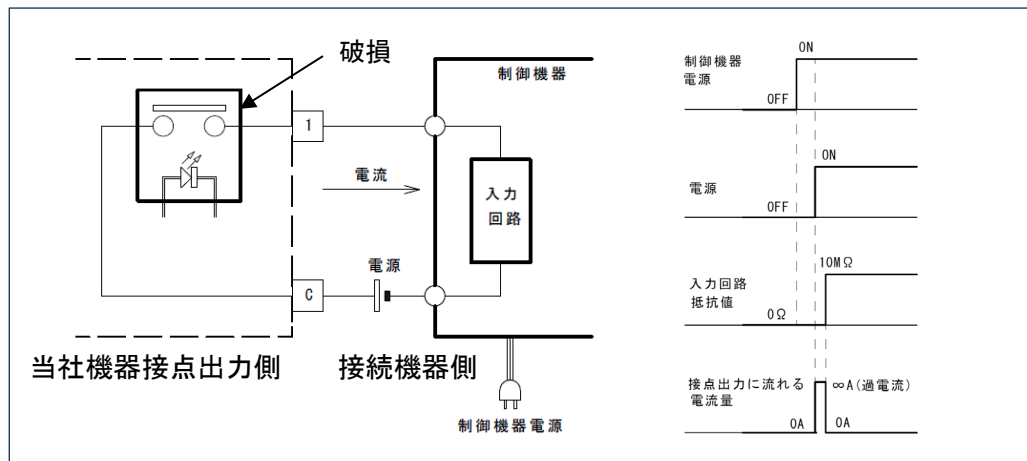 破損
1
電流
C
電源
制御機器
入力
回路
当社機器接点出力側
接続機器側
制御機器電源
制御機器
電源
ON
OFF
電源
ON
OFF
入力回路
抵抗値
10MΩ
0Ω
接点出力に流れる
電流量
∞A(過電流)
0A
0A